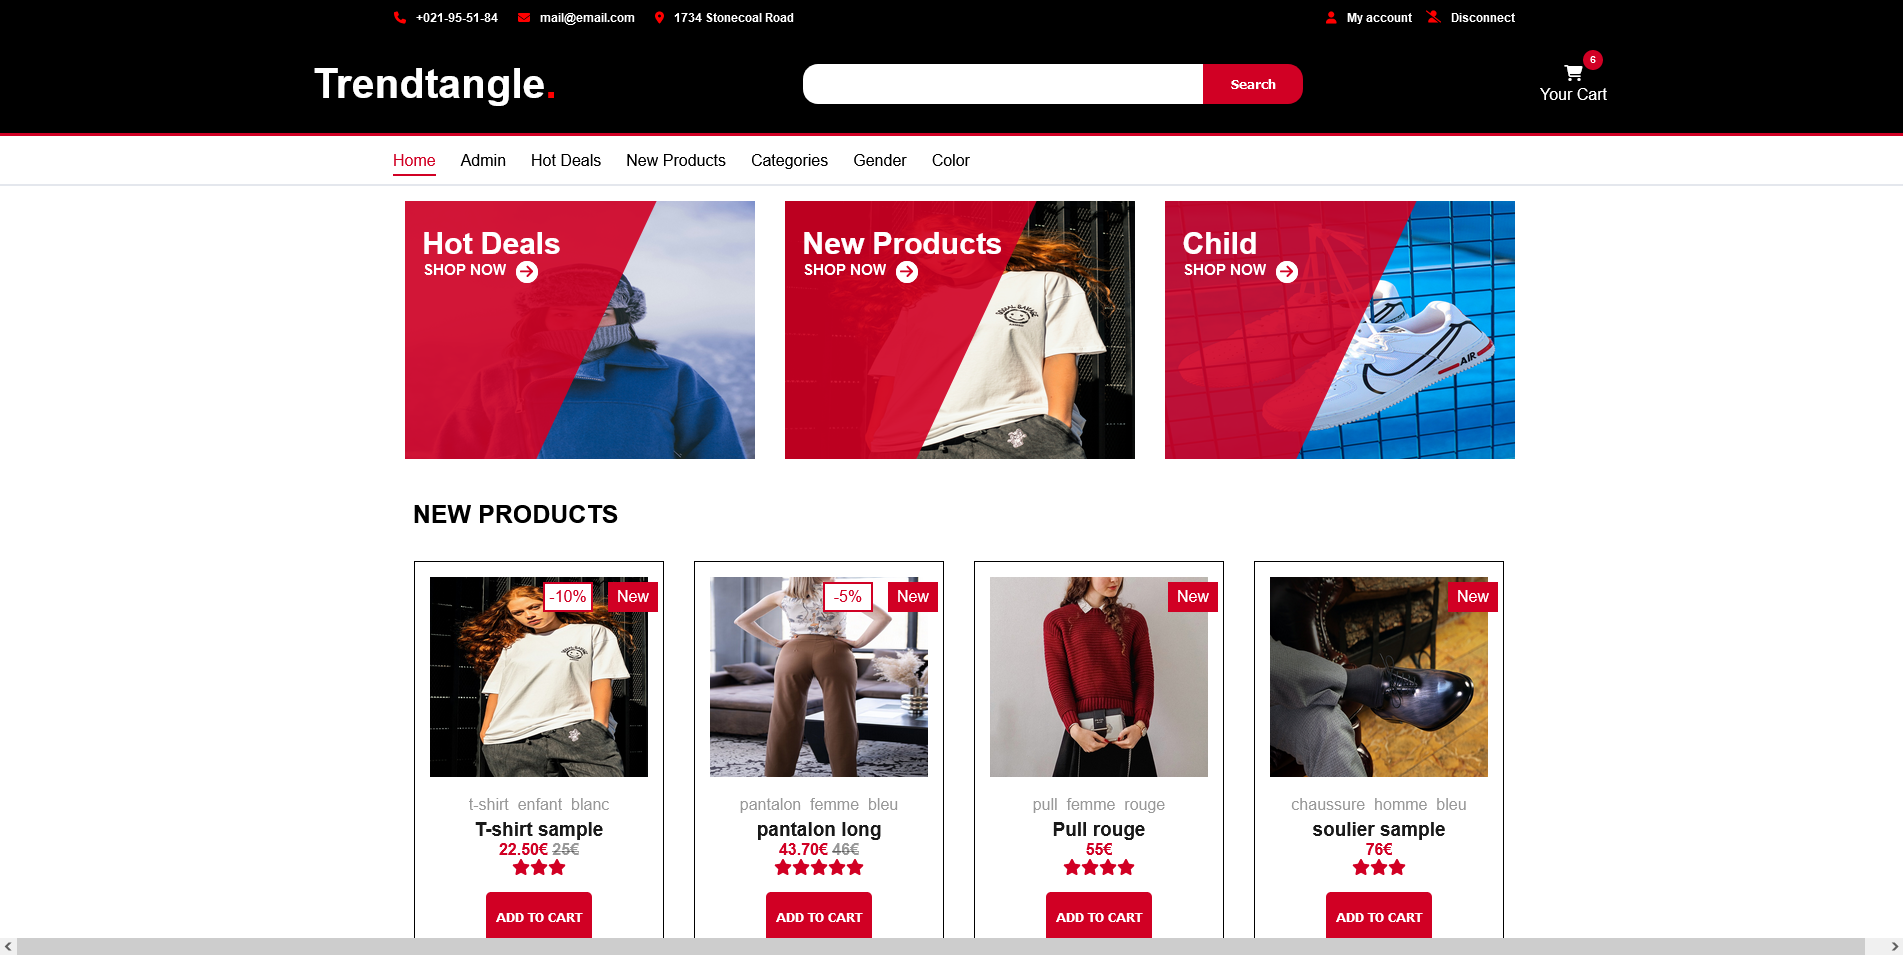 +021-95-51-84 mail@email.com 1734 Stonecoal Road My account Disconnect
6
Trendtangle. Search Your Cart
Home Admin Hot Deals New Products Categories Gender Color
Hot Deals
SHOP NOW
New Products
SHOP NOW
Child
SHOP NOW
AIR
NEW PRODUCTS
-10% New
t-shirt enfant blanc
T-shirt sample
22.50€ 25€
ADD TO CART
-5% New
pantalon femme bleu
pantalon long
43.70€ 46€
ADD TO CART
New
pull femme rouge
Pull rouge
55€
ADD TO CART
New
chaussure homme bleu
soulier sample
76€
ADD TO CART